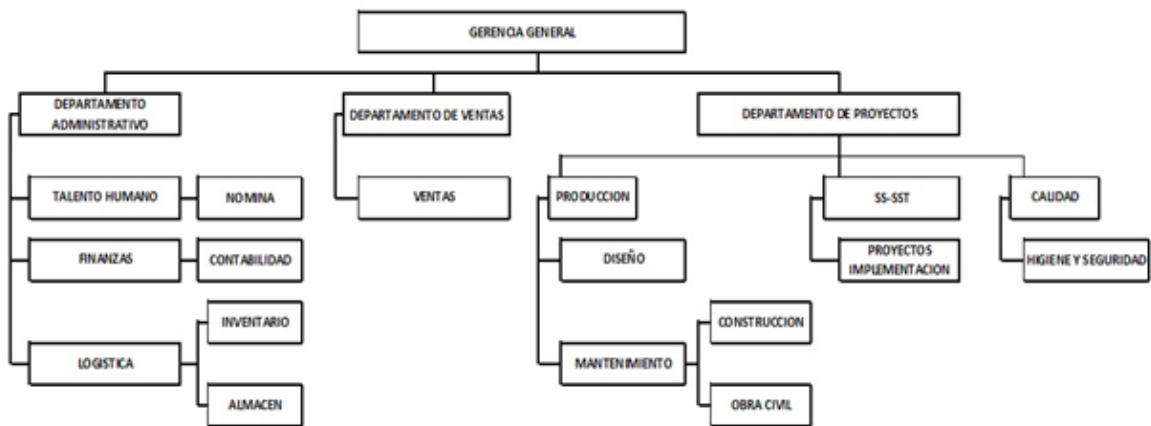 GERENCIA GENERAL
DEPARTAMENTO
ADMINISTRATIVO
DEPARTAMENTO DE VENTAS
DEPARTAMENTO DE PROYECTOS
TALENTO HUMANO
NOMINA
VENTAS
PRODUCCION
SS-SST
CALIDAD
FINANZAS
CONTABILIDAD
DISEÑO
PROYECTOS
IMPLEMENTACION
HIGIENE Y SEGURIDAD
INVENTARIO
CONSTRUCCION
LOGISTICA
MANTENIMIENTO
ALMACEN
OBRA CIVIL